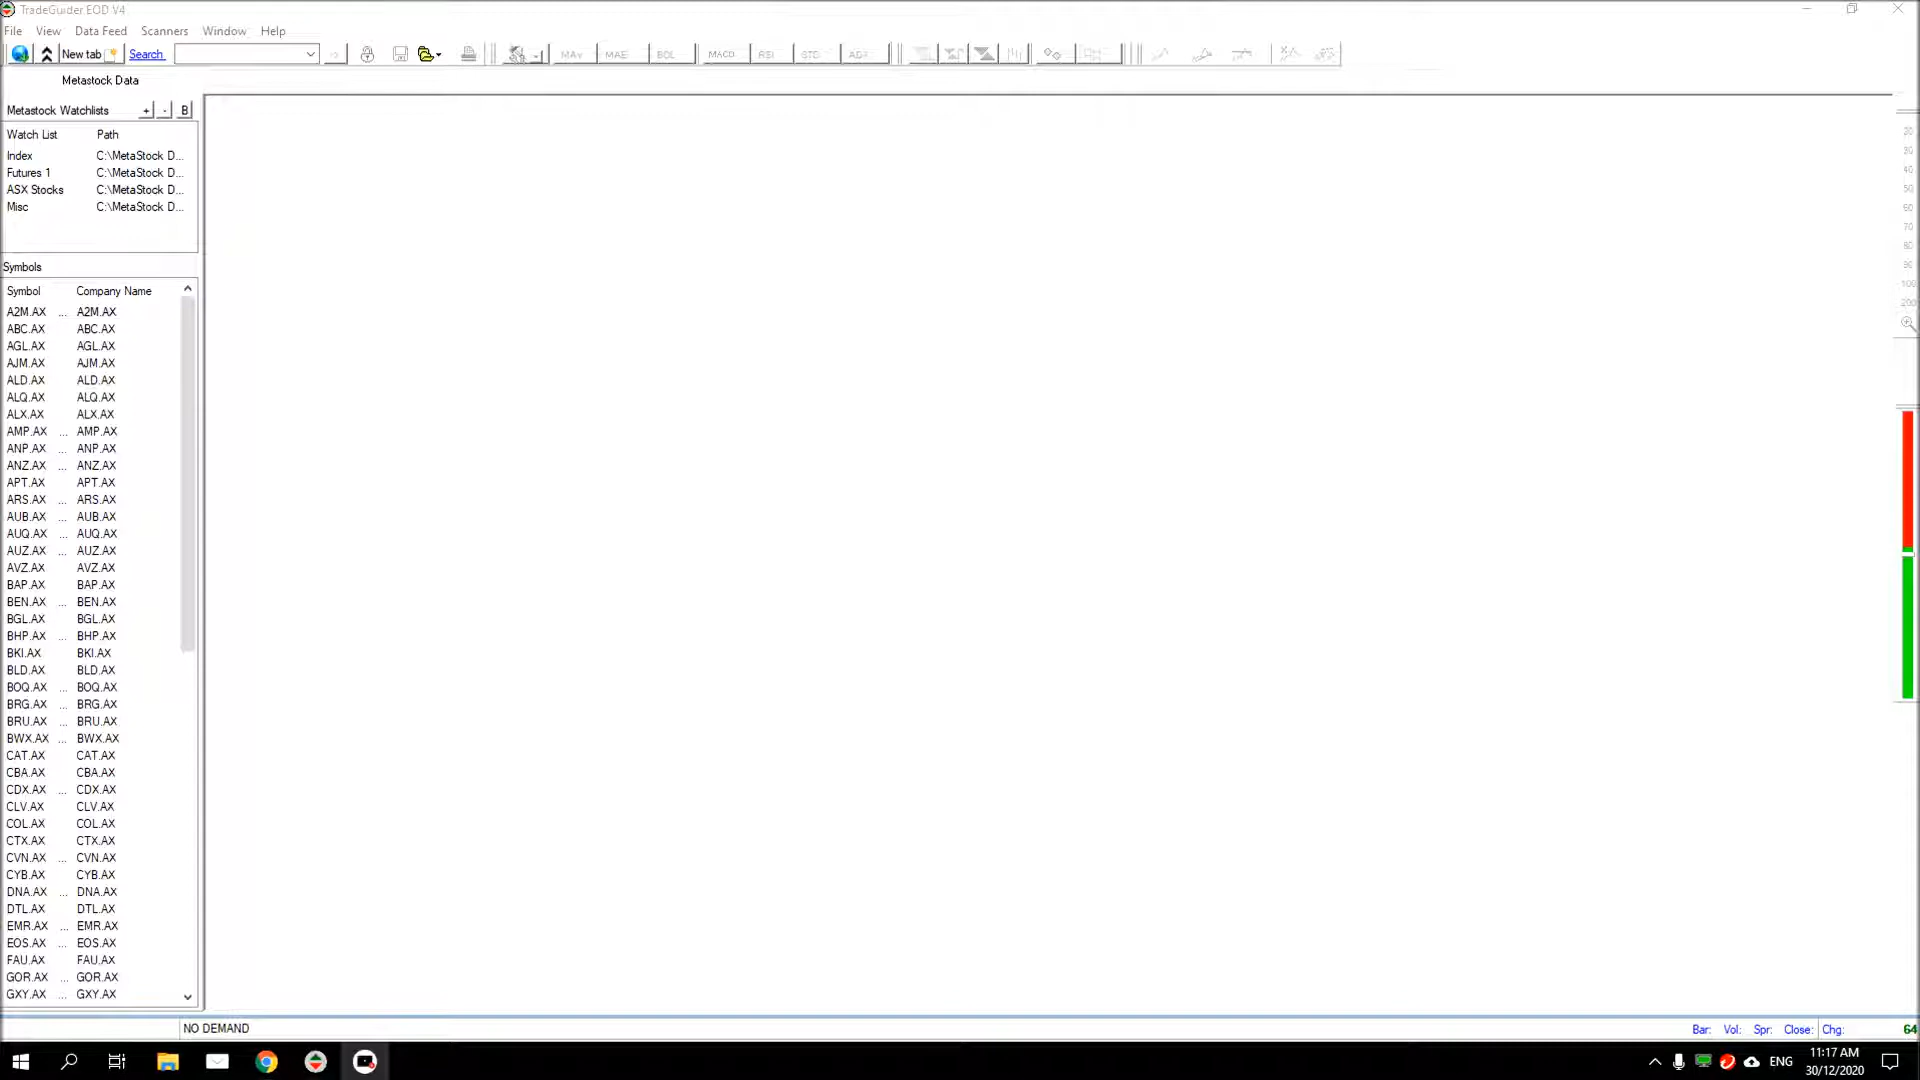 TradeGuider EOD V4
File View Data Feed Scanners Window Help
New tab Search MAv MAE BOL MACD RSI STO ADX
Metastock Data
Metastock Watchlists + - B
Watch List Path
Index C:\MetaStock D...
Futures 1 C:\MetaStock D...
ASX Stocks C:\MetaStock D...
Misc C:\MetaStock D...
Symbols
Symbol Company Name
A2M.AX ... A2M.AX
ABC.AX ABC.AX
AGL.AX AGL.AX
AJM.AX AJM.AX
ALD.AX ALD.AX
ALQ.AX ALQ.AX
ALX.AX ALX.AX
AMP.AX ... AMP.AX
ANP.AX ... ANP.AX
ANZ.AX ... ANZ.AX
APT.AX APT.AX
ARS.AX ... ARS.AX
AUB.AX ... AUB.AX
AUQ.AX ... AUQ.AX
AUZ.AX ... AUZ.AX
AVZ.AX AVZ.AX
BAP.AX BAP.AX
BEN.AX ... BEN.AX
BGL.AX BGL.AX
BHP.AX ... BHP.AX
BKI.AX BKI.AX
BLD.AX BLD.AX
BOQ.AX ... BOQ.AX
BRG.AX ... BRG.AX
BRU.AX ... BRU.AX
BWX.AX ... BWX.AX
CAT.AX CAT.AX
CBA.AX CBA.AX
CDX.AX ... CDX.AX
CLV.AX CLV.AX
COL.AX COL.AX
CTX.AX CTX.AX
CVN.AX ... CVN.AX
CYB.AX CYB.AX
DNA.AX ... DNA.AX
DTL.AX DTL.AX
EMR.AX ... EMR.AX
EOS.AX ... EOS.AX
FAU.AX FAU.AX
GOR.AX ... GOR.AX
GXY.AX ... GXY.AX
30
40
50
60
70
80
90
100
200
NO DEMAND Bar: Vol: Spr: Close: Chg: 64
ENG 11:17 AM
30/12/2020